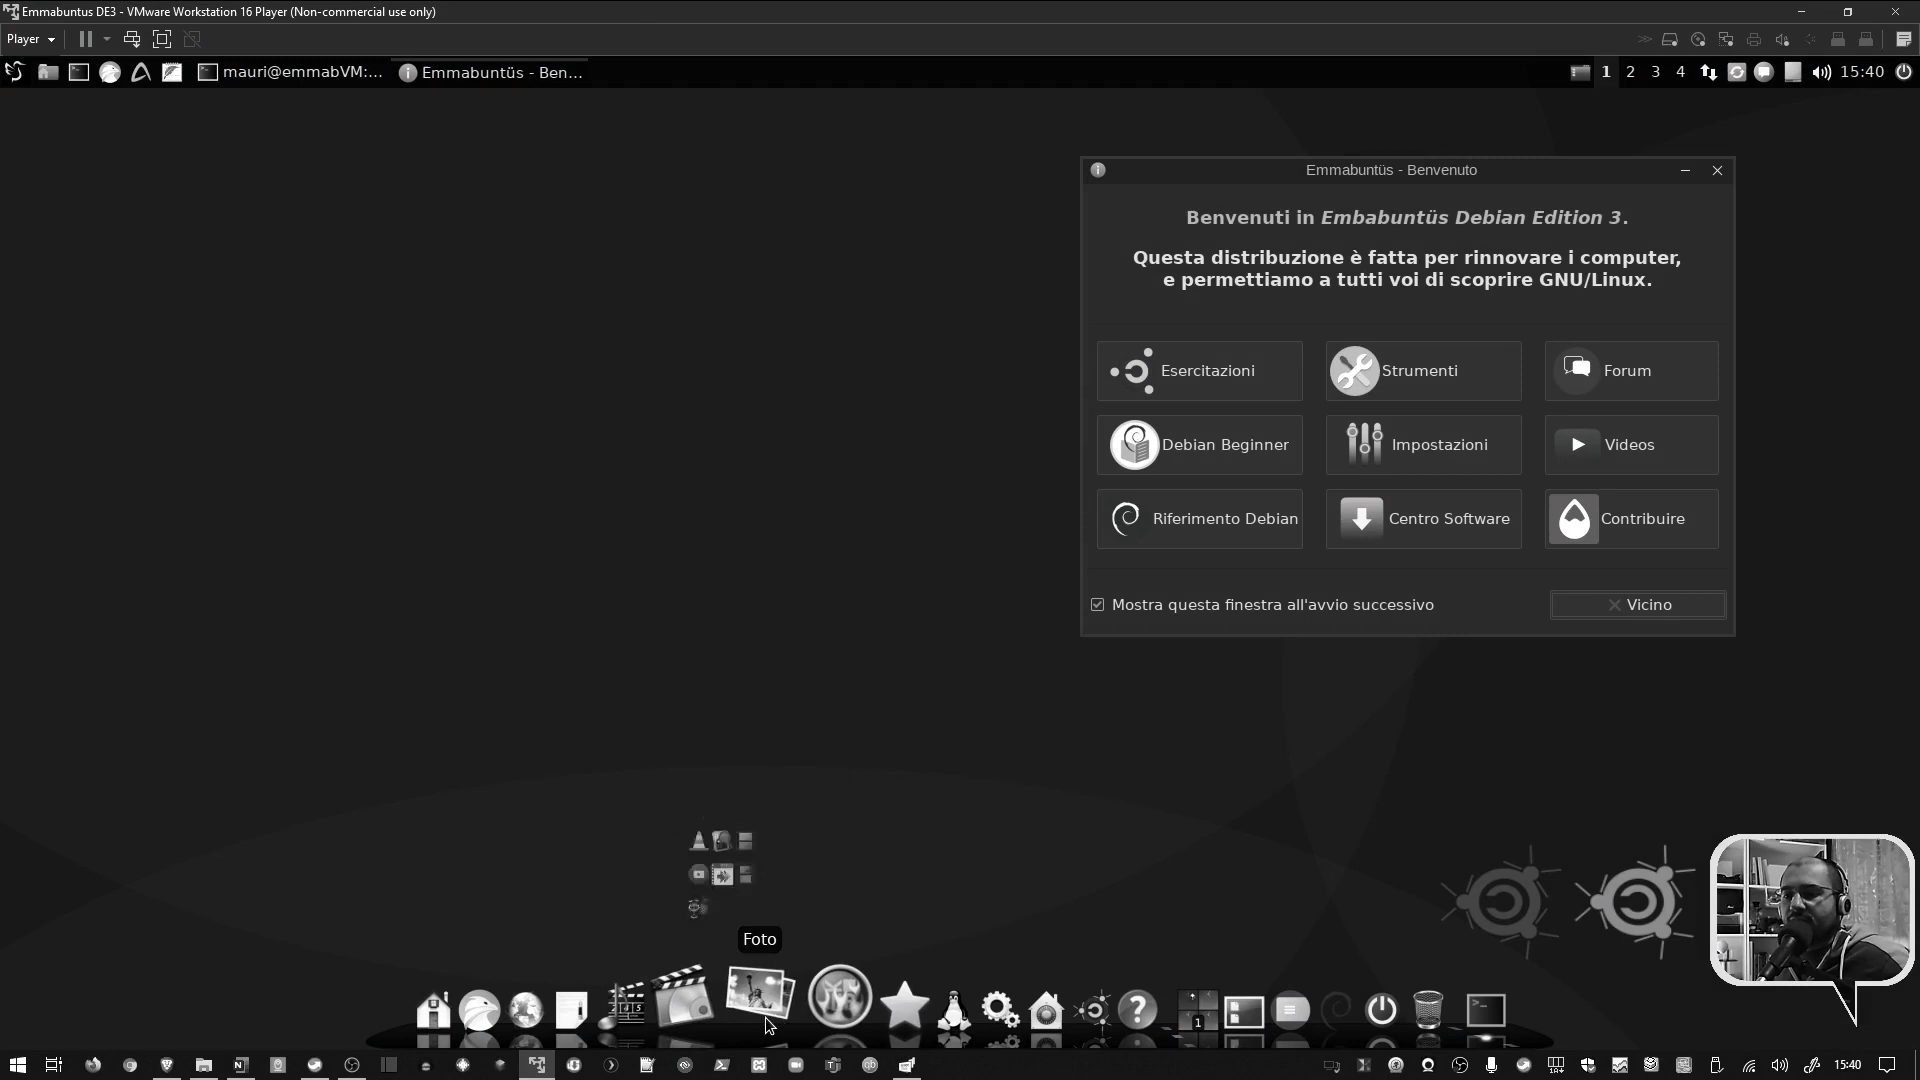 Emmabuntus DE3 - VMware Workstation 16 Player (Non-commercial use only)
Player
mauri@emmabVM:...
Emmabuntüs - Ben...
1 2 3 4
15:40
Emmabuntüs - Benvenuto
Benvenuti in Embabuntüs Debian Edition 3.
Questa distribuzione è fatta per rinnovare i computer,
e permettiamo a tutti voi di scoprire GNU/Linux.
Esercitazioni
Strumenti
Forum
Debian Beginner
Impostazioni
Videos
Riferimento Debian
Centro Software
Contribuire
Mostra questa finestra all'avvio successivo
Vicino
Foto
1
15:40